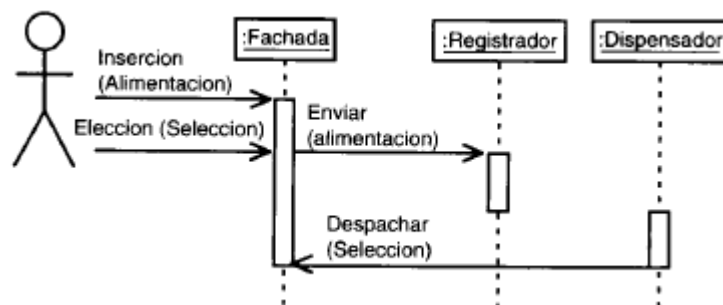 :Fachada
:Registrador
:Dispensador
Insercion
(Alimentacion)
Enviar
(alimentacion)
Eleccion (Seleccion)
Despachar
(Seleccion)